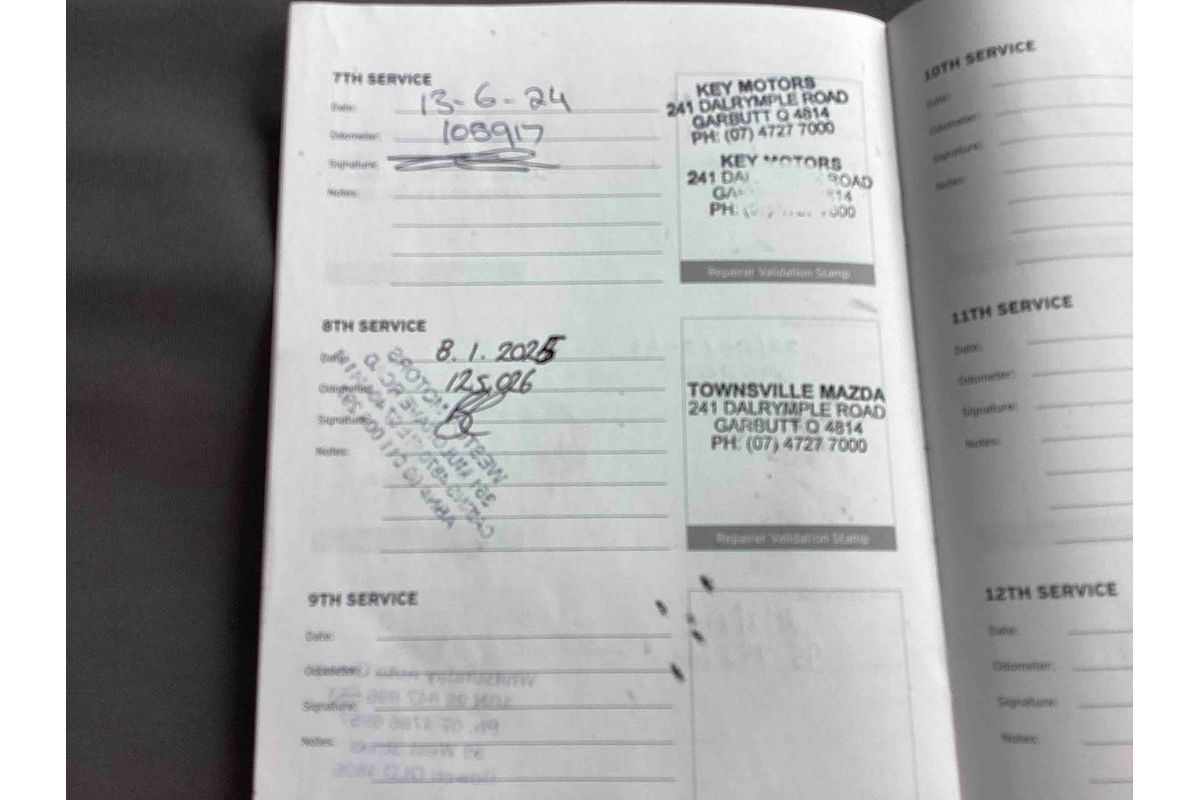 7TH SERVICE
Date: 13-6-24
Odometer: 108917
Signature:
Notes:
KEY MOTORS
241 DALRYMPLE ROAD
GARBUTT Q 4814
PH: (07) 4727 7000
KEY MOTORS
241 ROAD
PH:
Repairer Validation Stamp
8TH SERVICE
Date: 8.1.2025
Odometer: 125,026
Signature:
Notes:
TOWNSVILLE MAZDA
241 DALRYMPLE ROAD
GARBUTT Q 4814
PH: (07) 4727 7000
Repairer Validation Stamp
9TH SERVICE
Date:
Odometer:
Signature:
Notes:
10TH SERVICE
Date:
Odometer:
Signature:
Notes:
11TH SERVICE
Date:
Odometer:
Signature:
Notes:
12TH SERVICE
Date:
Odometer:
Signature:
Notes: